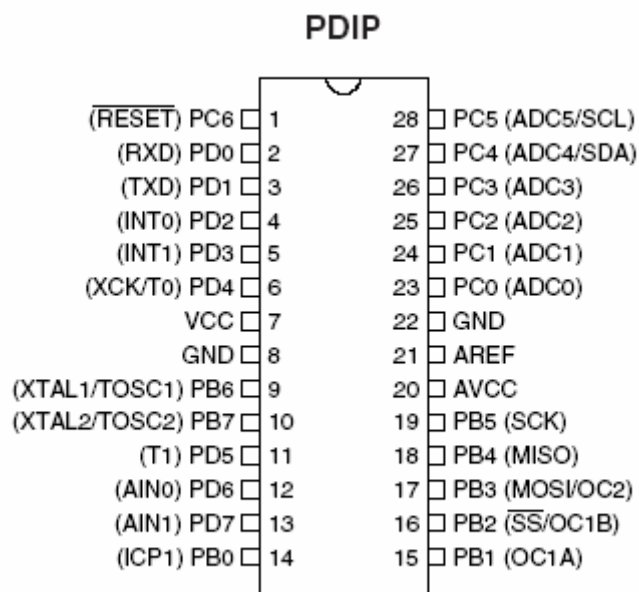 PDIP
(RESET) PC6 1 28 PC5 (ADC5/SCL)
(RXD) PD0 2 27 PC4 (ADC4/SDA)
(TXD) PD1 3 26 PC3 (ADC3)
(INT0) PD2 4 25 PC2 (ADC2)
(INT1) PD3 5 24 PC1 (ADC1)
(XCK/T0) PD4 6 23 PC0 (ADC0)
VCC 7 22 GND
GND 8 21 AREF
(XTAL1/TOSC1) PB6 9 20 AVCC
(XTAL2/TOSC2) PB7 10 19 PB5 (SCK)
(T1) PD5 11 18 PB4 (MISO)
(AIN0) PD6 12 17 PB3 (MOSI/OC2)
(AIN1) PD7 13 16 PB2 (SS/OC1B)
(ICP1) PB0 14 15 PB1 (OC1A)